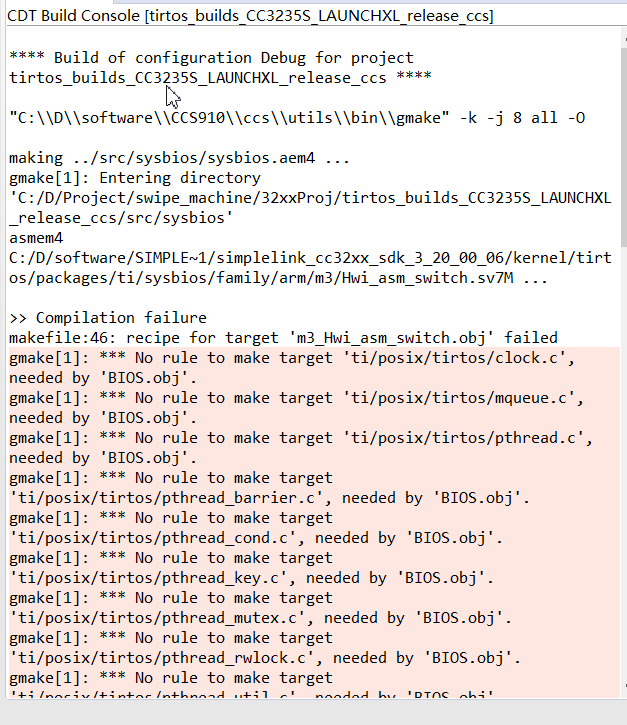 CDT Build Console [tirtos_builds_CC3235S_LAUNCHXL_release_ccs]
**** Build of configuration Debug for project
tirtos_builds_CC3235S_LAUNCHXL_release_ccs ****
"C:\\D\\software\\CCS910\\ccs\\utils\\bin\\gmake" -k -j 8 all -O
making ../src/sysbios/sysbios.aem4 ...
gmake[1]: Entering directory
'C:/D/Project/swipe_machine/32xxProj/tirtos_builds_CC3235S_LAUNCHXL
_release_ccs/src/sysbios'
asmem4
C:/D/software/SIMPLE~1/simplelink_cc32xx_sdk_3_20_00_06/kernel/tirt
os/packages/ti/sysbios/family/arm/m3/Hwi_asm_switch.sv7M ...
>> Compilation failure
makefile:46: recipe for target 'm3_Hwi_asm_switch.obj' failed
gmake[1]: *** No rule to make target 'ti/posix/tirtos/clock.c',
needed by 'BIOS.obj'.
gmake[1]: *** No rule to make target 'ti/posix/tirtos/mqueue.c',
needed by 'BIOS.obj'.
gmake[1]: *** No rule to make target 'ti/posix/tirtos/pthread.c',
needed by 'BIOS.obj'.
gmake[1]: *** No rule to make target
'ti/posix/tirtos/pthread_barrier.c', needed by 'BIOS.obj'.
gmake[1]: *** No rule to make target
'ti/posix/tirtos/pthread_cond.c', needed by 'BIOS.obj'.
gmake[1]: *** No rule to make target
'ti/posix/tirtos/pthread_key.c', needed by 'BIOS.obj'.
gmake[1]: *** No rule to make target
'ti/posix/tirtos/pthread_mutex.c', needed by 'BIOS.obj'.
gmake[1]: *** No rule to make target
'ti/posix/tirtos/pthread_rwlock.c', needed by 'BIOS.obj'.
gmake[1]: *** No rule to make target
'ti/posix/tirtos/pthread_util.c', needed by 'BIOS.obj'.